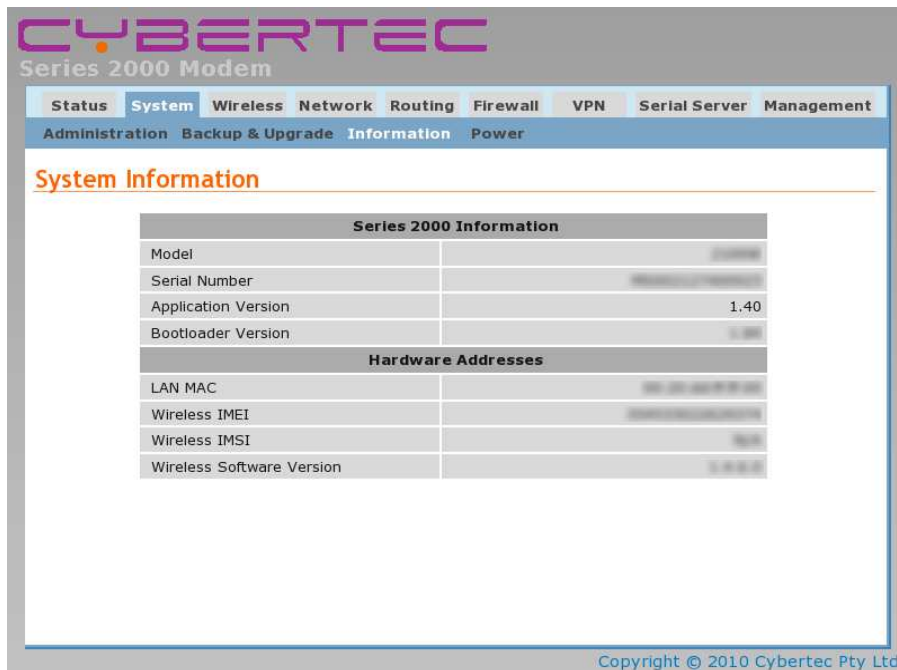 CYBERTEC
Series 2000 Modem
Status System Wireless Network Routing Firewall VPN Serial Server Management
Administration Backup & Upgrade Information Power
System Information
Series 2000 Information
Model
Serial Number
Application Version 1.40
Bootloader Version
Hardware Addresses
LAN MAC
Wireless IMEI
Wireless IMSI
Wireless Software Version
Copyright © 2010 Cybertec Pty Ltd